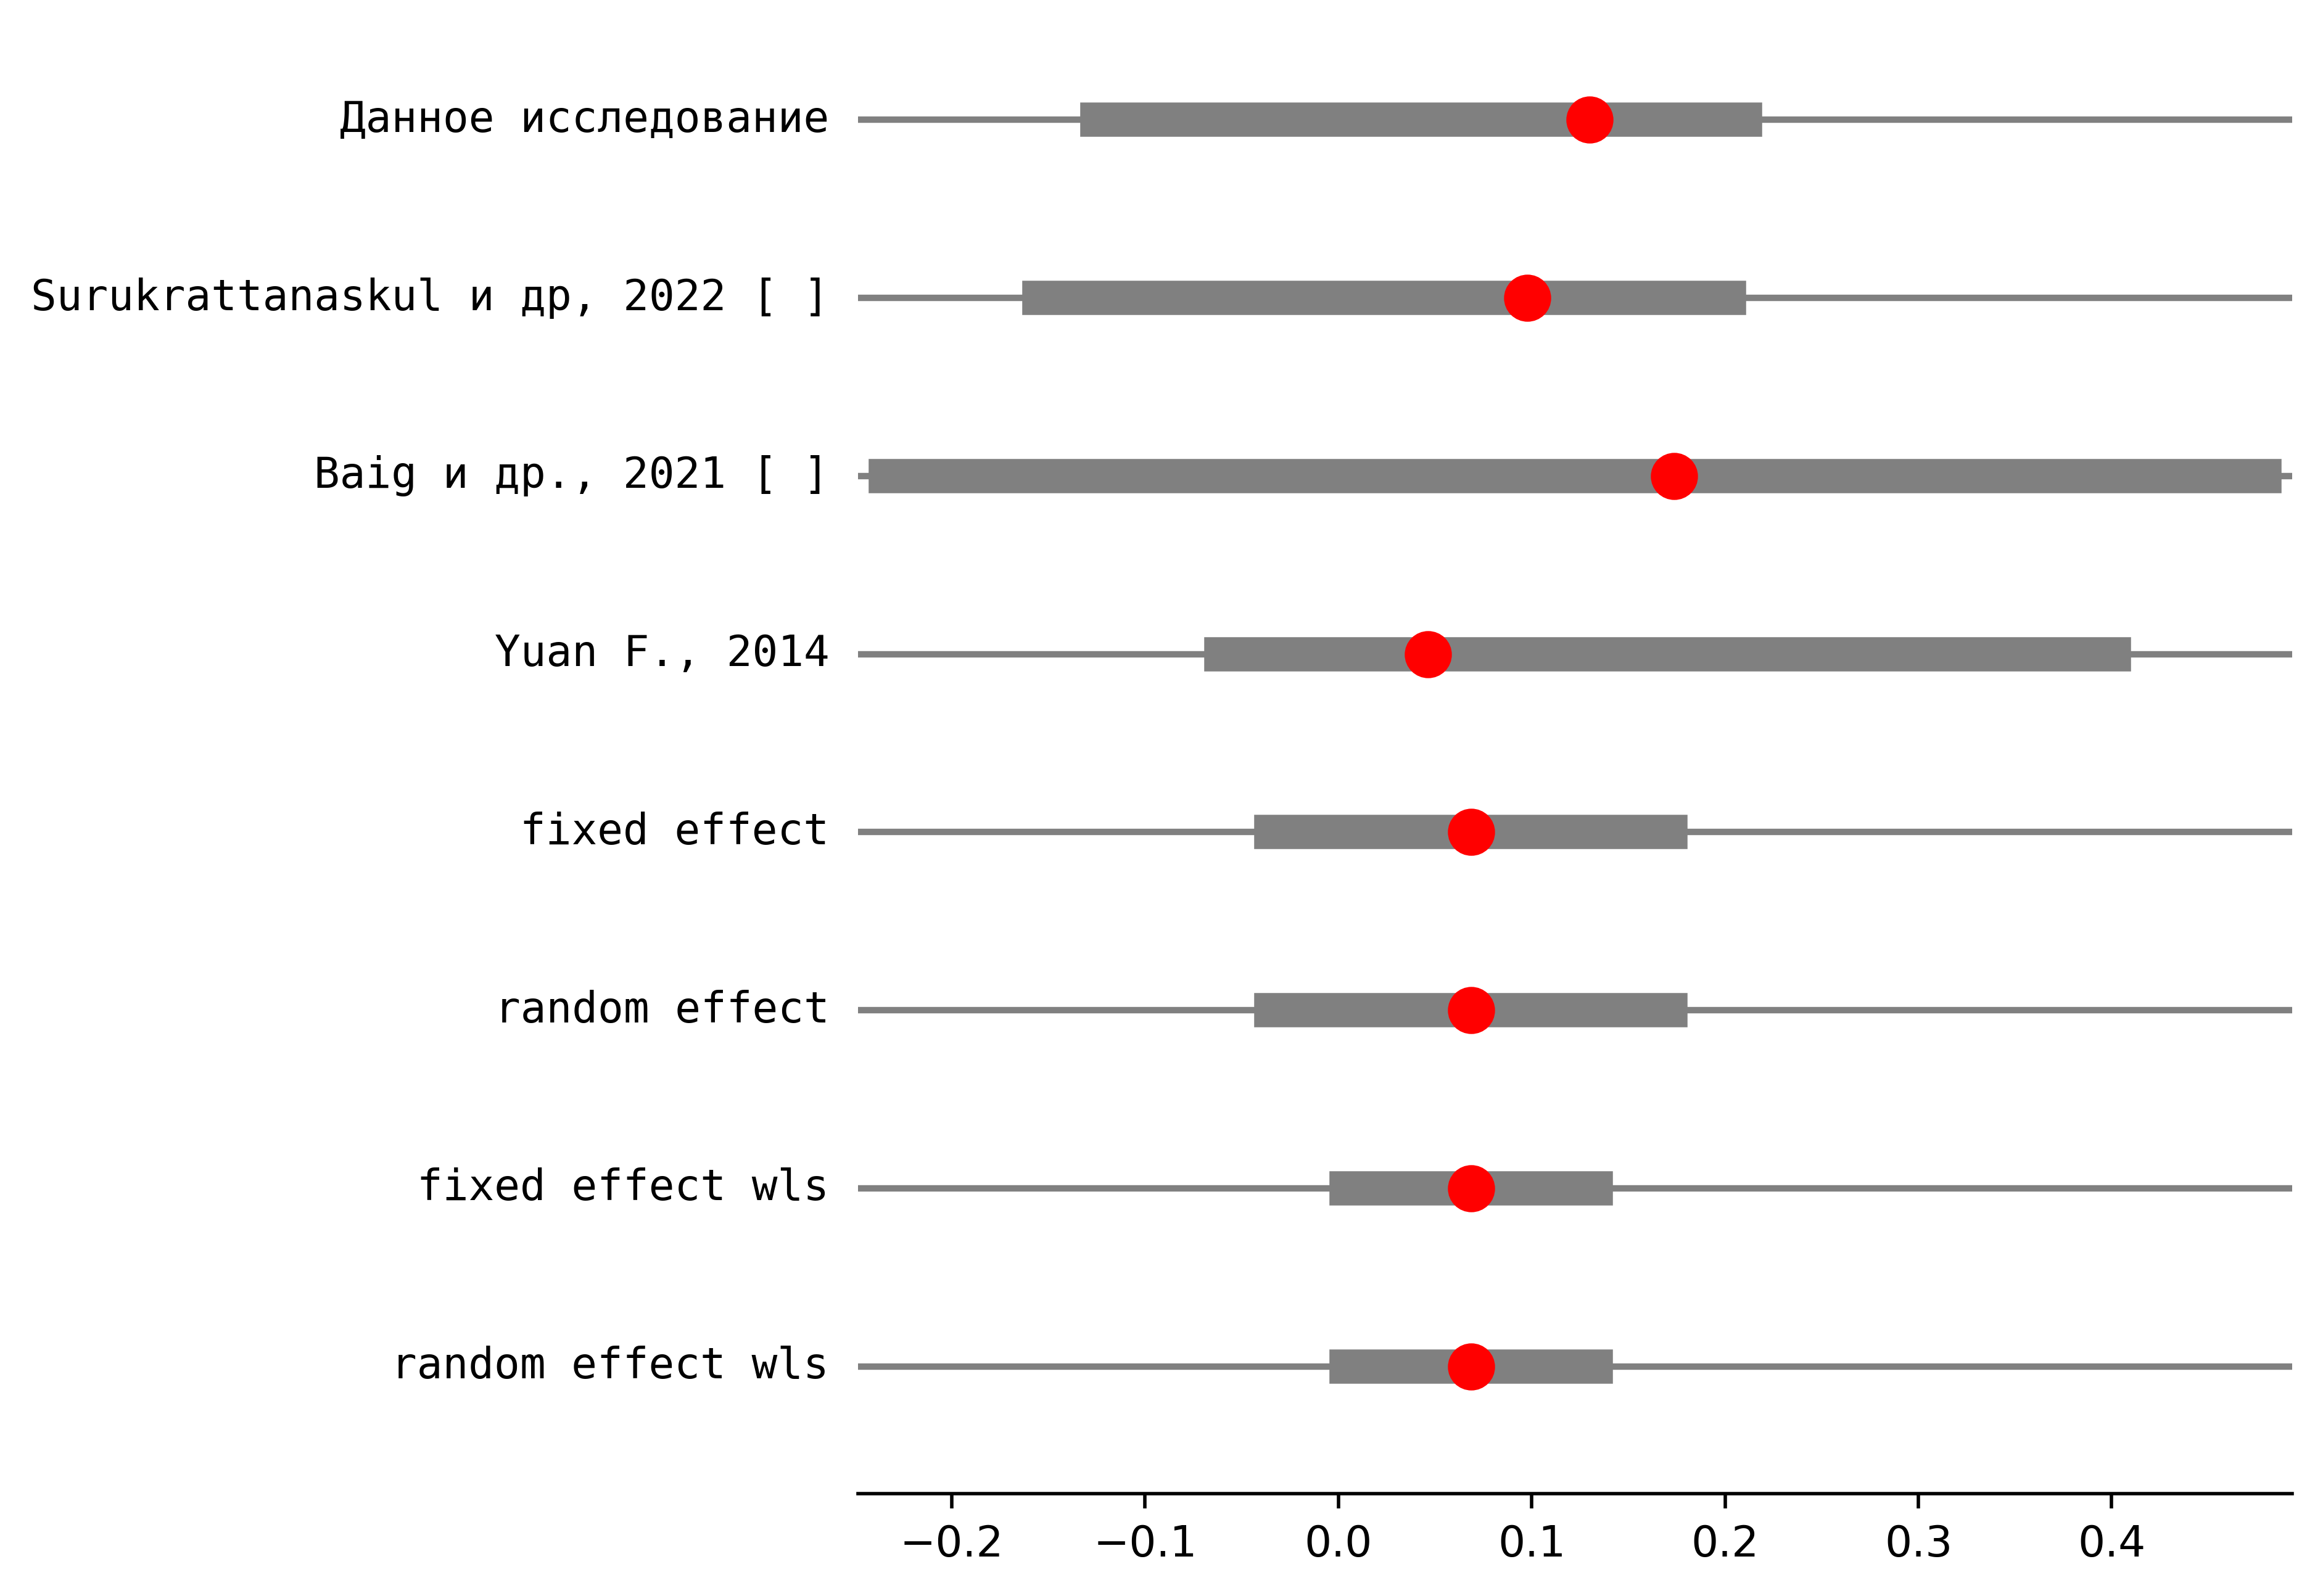 Данное исследование
Surukrattanaskul и др, 2022 [ ]
Baig и др., 2021 [ ]
Yuan F., 2014
fixed effect
random effect
fixed effect wls
random effect wls
−0.2 −0.1 0.0 0.1 0.2 0.3 0.4